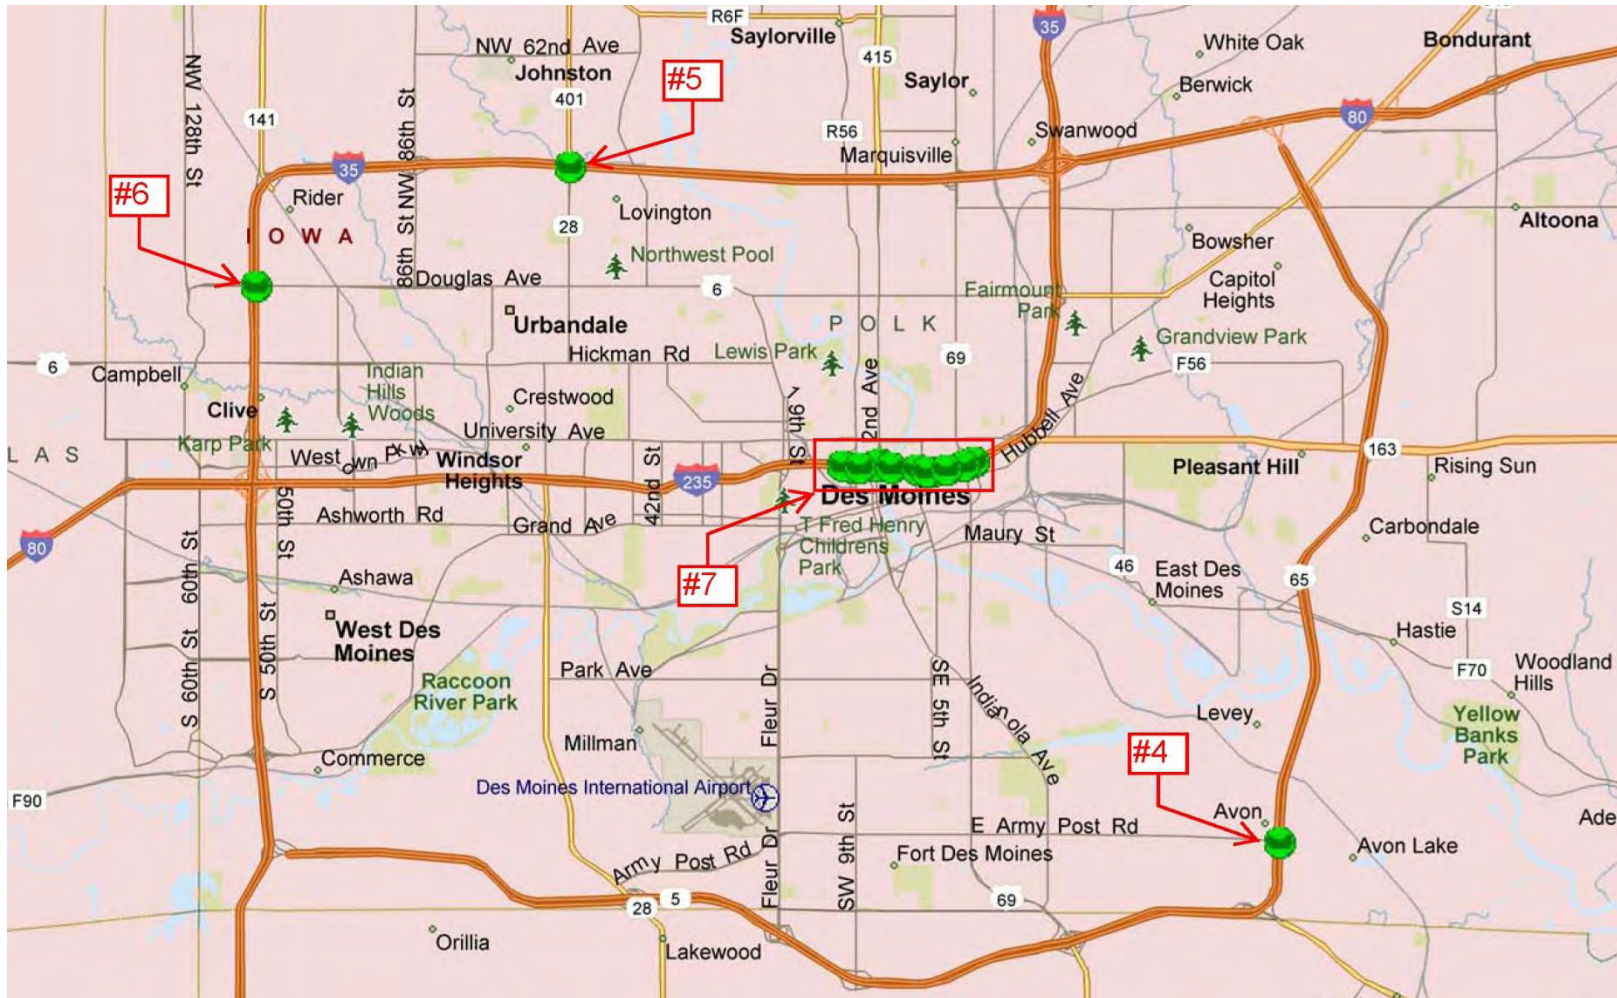 R6F
Saylorville
35
White Oak
Bondurant
NW 62nd Ave
Johnston
#5
415
Saylor
Berwick
NW 128th St
141
NW 86th St
401
R56
Marquisville
Swanwood
80
35
#6
Rider
Lovington
28
IOWA
Altoona
Bowsher
Northwest Pool
86th St
Douglas Ave
6
Fairmount
Park
Capitol
Heights
Urbandale
POLK
Grandview Park
Hickman Rd
Lewis Park
69
F56
6
Campbell
Indian
Hills
Woods
Crestwood
2nd Ave
Clive
19th St
Hubbell Ave
Karp Park
University Ave
LAS
West own Pkwy
Windsor
Heights
42nd St
235
163
Pleasant Hill
Rising Sun
Des Moines
50th St
Ashworth Rd
Grand Ave
T Fred Henry
Childrens
Park
Maury St
Carbondale
80
S 60th St
46
East Des
Moines
65
#7
Ashawa
S14
West Des
Moines
Hastie
S 60th St
S 50th St
Park Ave
F70
Woodland
Hills
Raccoon
River Park
Fleur Dr
SE 5th St
Indianola Ave
Levey
Yellow
Banks
Park
Millman
#4
Commerce
Des Moines International Airport
F90
SW 9th St
E Army Post Rd
Avon
Ade
Army Post Rd
Fleur Dr
Fort Des Moines
Avon Lake
28
5
69
Orillia
Lakewood